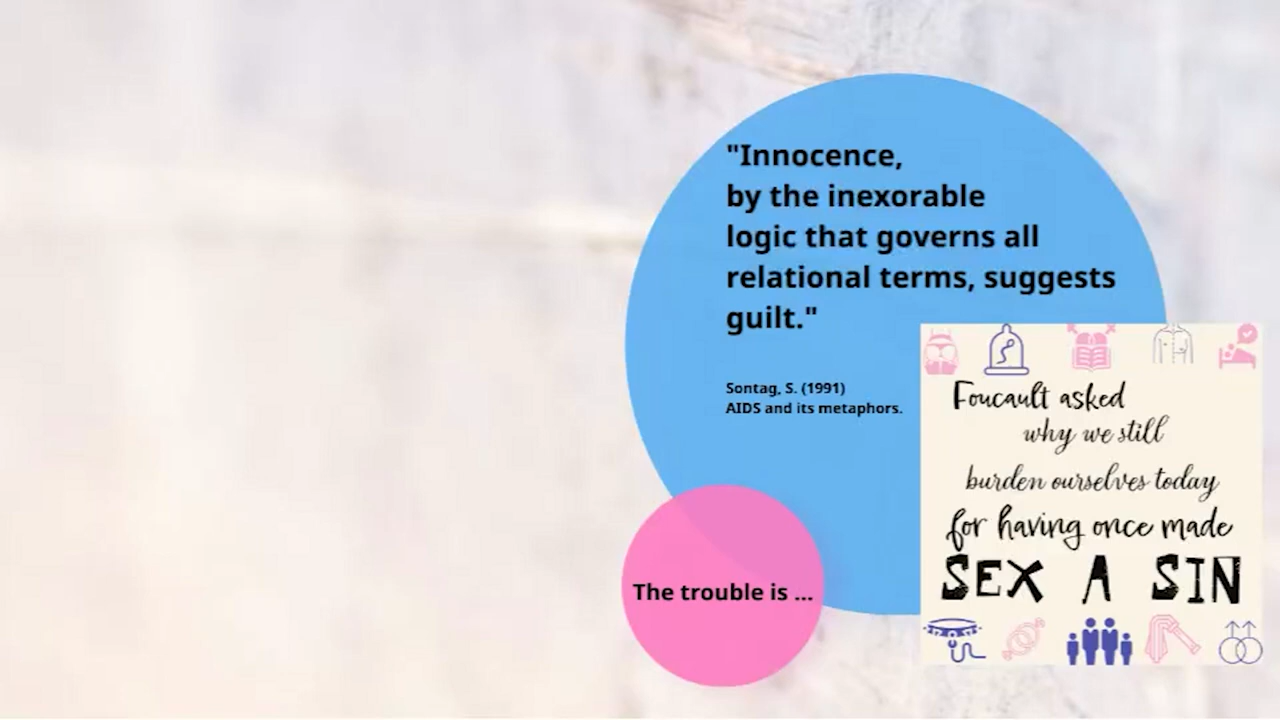 "Innocence,
by the inexorable
logic that governs all
relational terms, suggests
guilt."
Sontag, S. (1991)
AIDS and its metaphors.
The trouble is ...
Foucault asked
why we still
burden ourselves today
for having once made
SEX A SIN